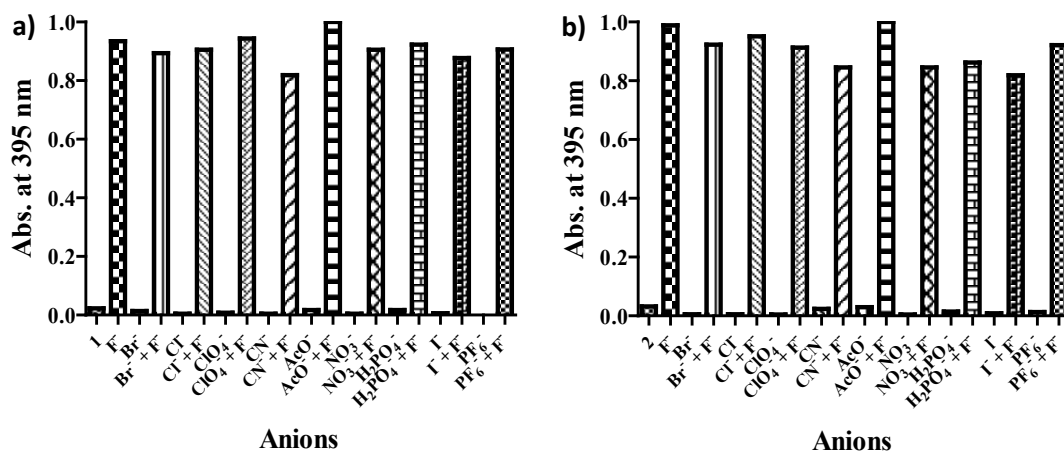 a)
Abs. at 395 nm
1.0
0.8
0.6
0.4
0.2
0.0
1
F⁻
Br⁻
Br⁻ + F⁻
Cl⁻
Cl⁻ + F⁻
ClO₄⁻
ClO₄⁻ + F⁻
CN⁻
CN⁻ + F⁻
AcO⁻
AcO⁻ + F⁻
NO₃⁻
NO₃⁻ + F⁻
H₂PO₄⁻
H₂PO₄⁻ + F⁻
I⁻
I⁻ + F⁻
PF₆⁻
PF₆⁻ + F⁻
Anions
b)
Abs. at 395 nm
1.0
0.8
0.6
0.4
0.2
0.0
2
F⁻
Br⁻
Br⁻ + F⁻
Cl⁻
Cl⁻ + F⁻
ClO₄⁻
ClO₄⁻ + F⁻
CN⁻
CN⁻ + F⁻
AcO⁻
AcO⁻ + F⁻
NO₃⁻
NO₃⁻ + F⁻
H₂PO₄⁻
H₂PO₄⁻ + F⁻
I⁻
I⁻ + F⁻
PF₆⁻
PF₆⁻ + F⁻
Anions